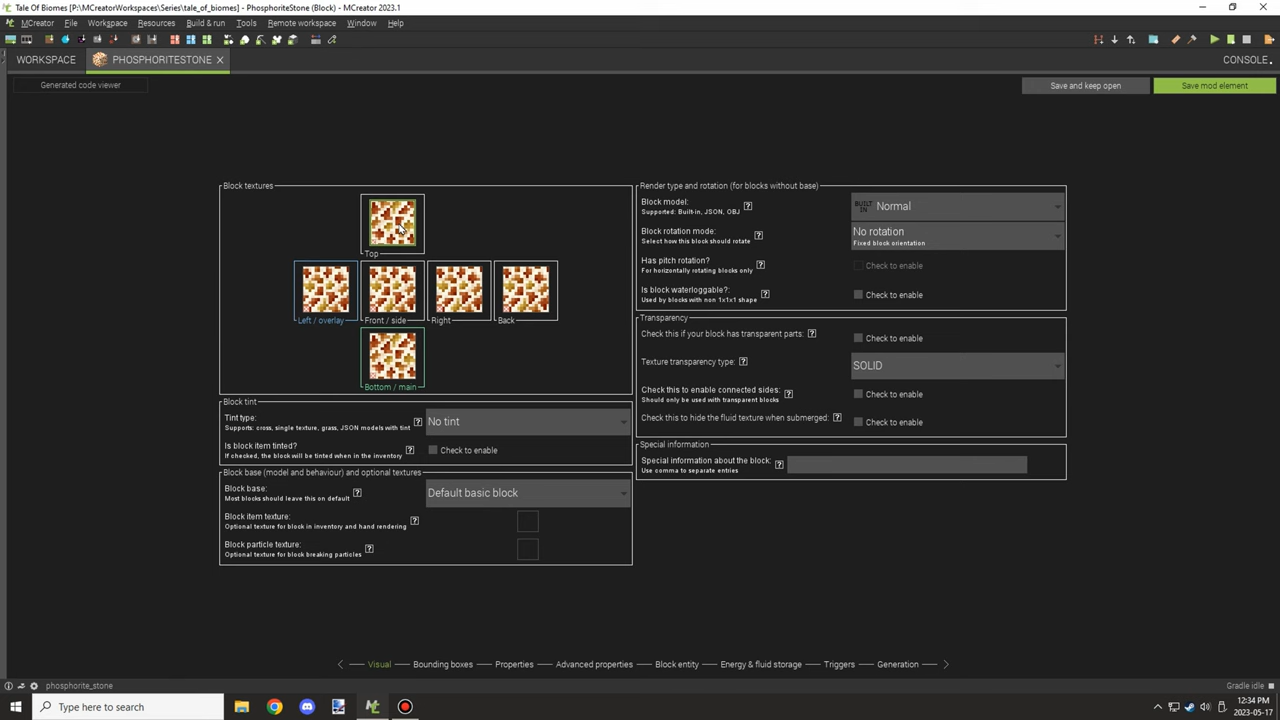 Tale Of Biomes [P:\MCreatorWorkspaces\Series\tale_of_biomes] - PhosphoriteStone (Block) - MCreator 2023.1
MCreator File Workspace Resources Build & run Tools Remote workspace Window Help
WORKSPACE PHOSPHORITESTONE CONSOLE
Generated code viewer
Save and keep open
Save mod element
Block textures
Top
Left / overlay
Front / side
Right
Back
Bottom / main
Block tint
Tint type:
Supports: cross, single texture, grass, JSON models with tint
No tint
Is block item tinted?
If checked, the block will be tinted when in the inventory
Check to enable
Block base (model and behaviour) and optional textures
Block base:
Most blocks should leave this on default
Default basic block
Block item texture:
Optional texture for block in inventory and hand rendering
Block particle texture:
Optional texture for block breaking particles
Render type and rotation (for blocks without base)
Block model:
Supported: Built-in, JSON, OBJ
BUILT IN
Normal
Block rotation mode:
Select how this block should rotate
No rotation
Fixed block orientation
Has pitch rotation?
For horizontally rotating blocks only
Check to enable
Is block waterloggable?:
Used by blocks with non 1x1x1 shape
Check to enable
Transparency
Check this if your block has transparent parts:
Check to enable
Texture transparency type:
SOLID
Check this to enable connected sides:
Should only be used with transparent blocks
Check to enable
Check this to hide the fluid texture when submerged:
Check to enable
Special information
Special information about the block:
Use comma to separate entries
Visual Bounding boxes Properties Advanced properties Block entity Energy & fluid storage Triggers Generation
phosphorite_stone
Gradle idle
Type here to search
12:34 PM
2023-05-17